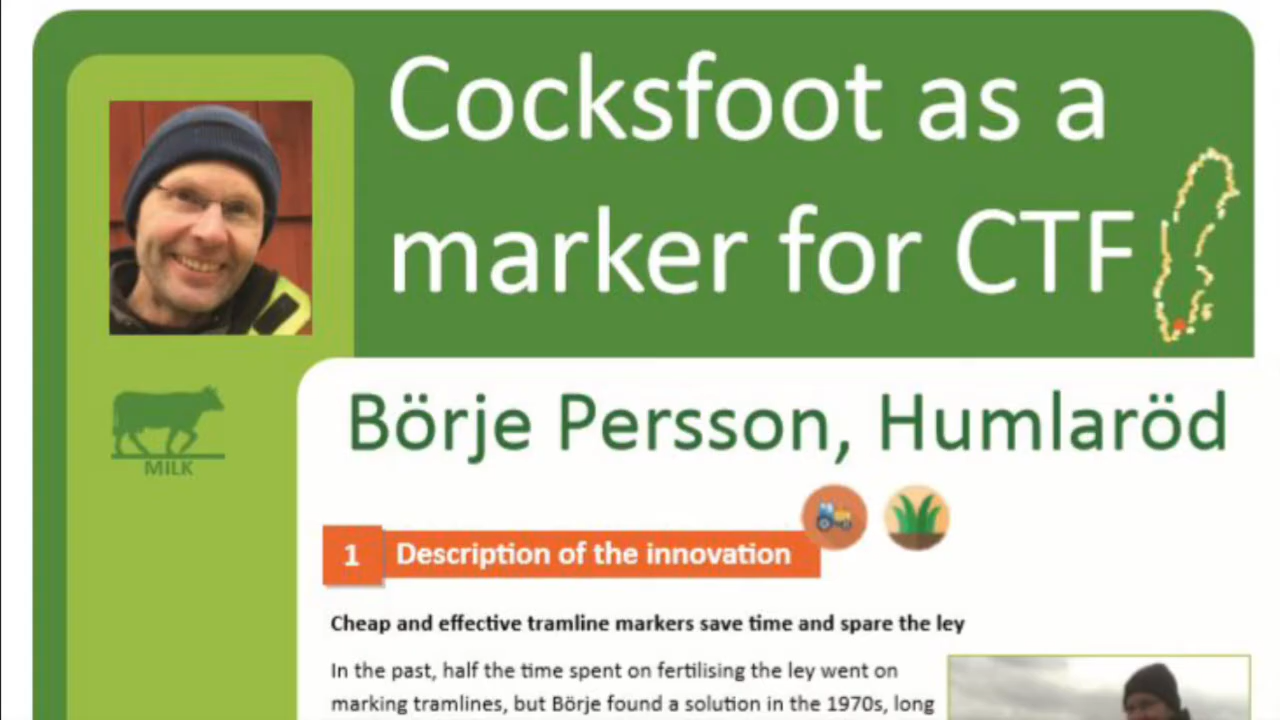 Cocksfoot as a
marker for CTF
Börje Persson, Humlaröd
MILK
1 Description of the innovation
Cheap and effective tramline markers save time and spare the ley
In the past, half the time spent on fertilising the ley went on
marking tramlines, but Börje found a solution in the 1970s, long